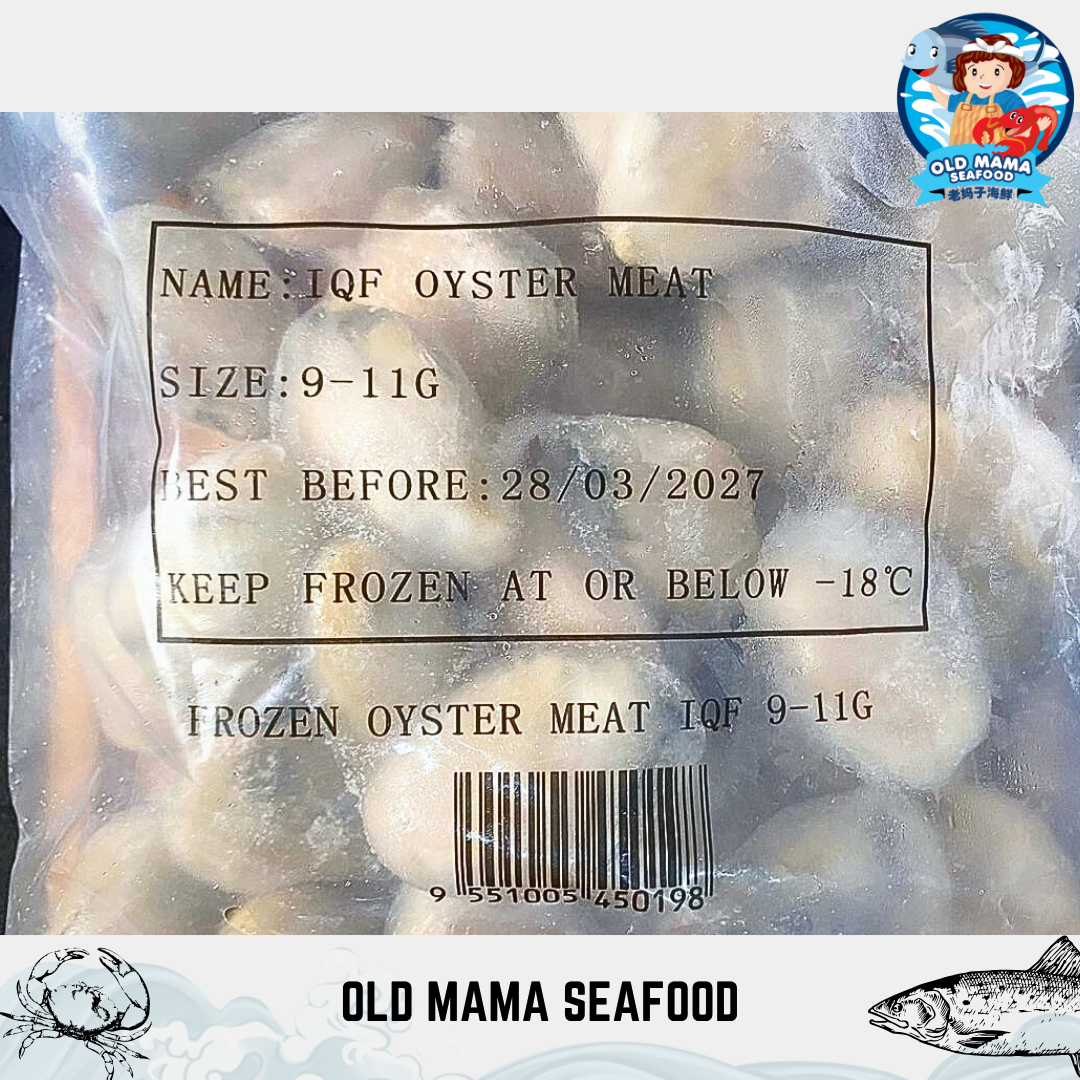 OLD MAMA
SEAFOOD
老妈子海鲜
NAME:IQF OYSTER MEAT
SIZE:9-11G
BEST BEFORE:28/03/2027
KEEP FROZEN AT OR BELOW -18℃
FROZEN OYSTER MEAT IQF 9-11G
9 551005 450198
OLD MAMA SEAFOOD